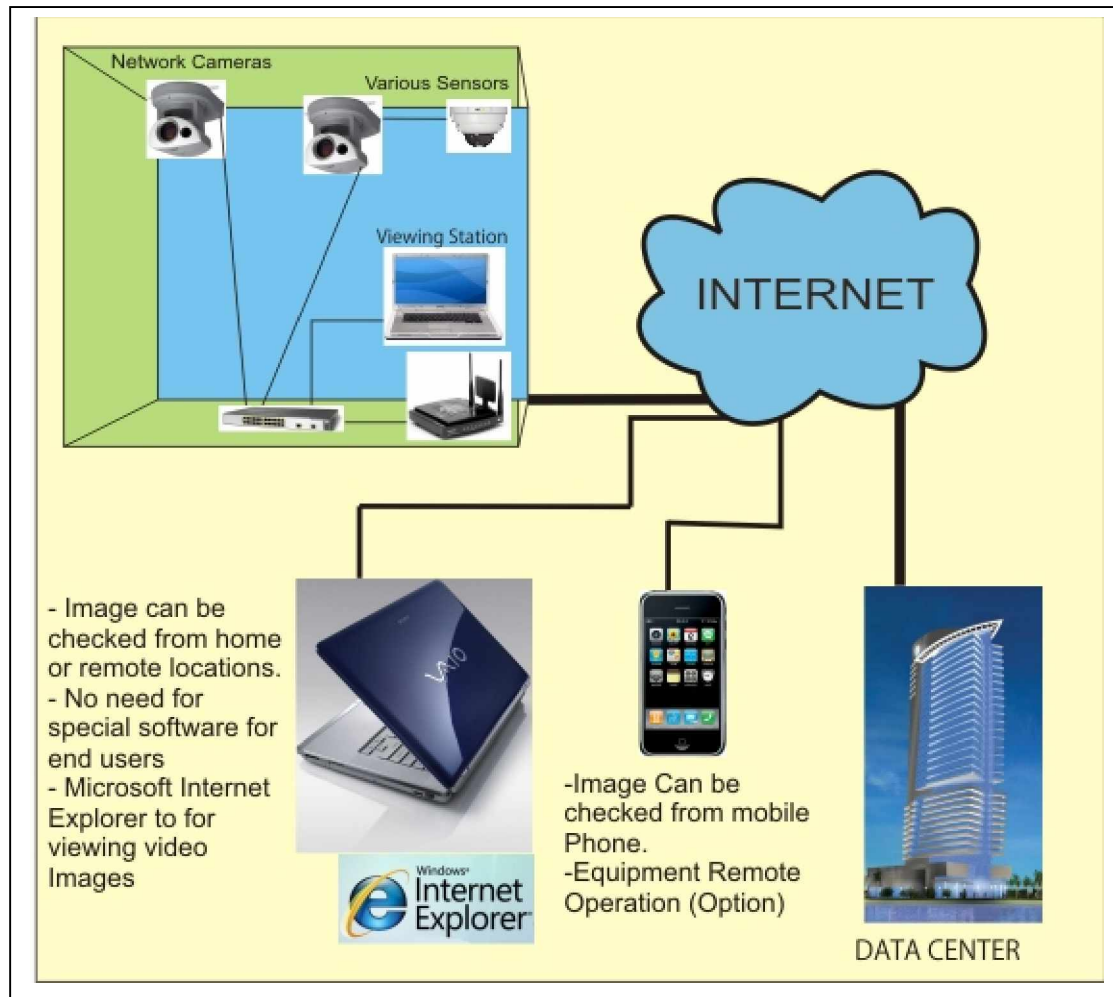 Network Cameras
Various Sensors
Viewing Station
INTERNET
- Image can be
checked from home
or remote locations.
- No need for
special software for
end users
- Microsoft Internet
Explorer to for
viewing video
Images
VAIO
Windows®
Internet
Explorer
-Image Can be
checked from mobile
Phone.
-Equipment Remote
Operation (Option)
DATA CENTER